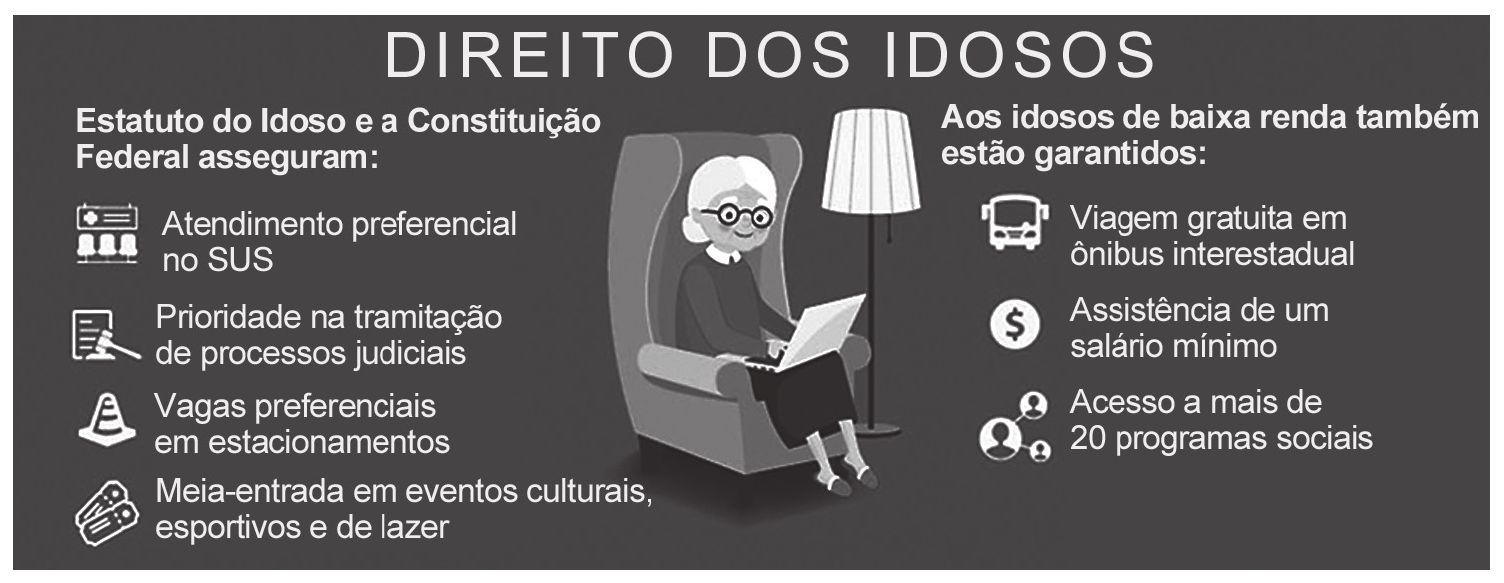 DIREITO DOS IDOSOS
Estatuto do Idoso e a Constituição
Federal asseguram:
Atendimento preferencial
no SUS
Prioridade na tramitação
de processos judiciais
Vagas preferenciais
em estacionamentos
Meia-entrada em eventos culturais,
esportivos e de lazer
Aos idosos de baixa renda também
estão garantidos:
Viagem gratuita em
ônibus interestadual
$
Assistência de um
salário mínimo
Acesso a mais de
20 programas sociais